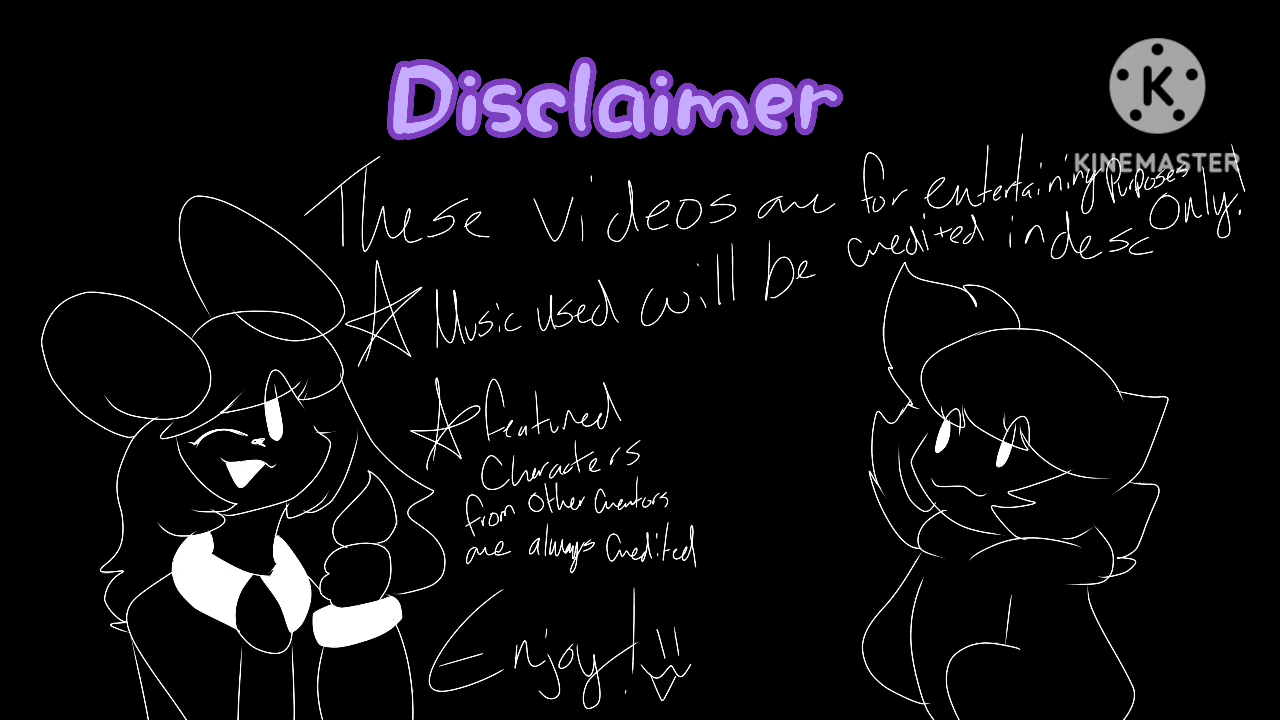 Disclaimer
K
KINEMASTER
These videos are for entertaining Purposes Only!
☆ Music used will be credited in desc
☆ featured
Characters
from other Creators
are always Credited
Enjoy!